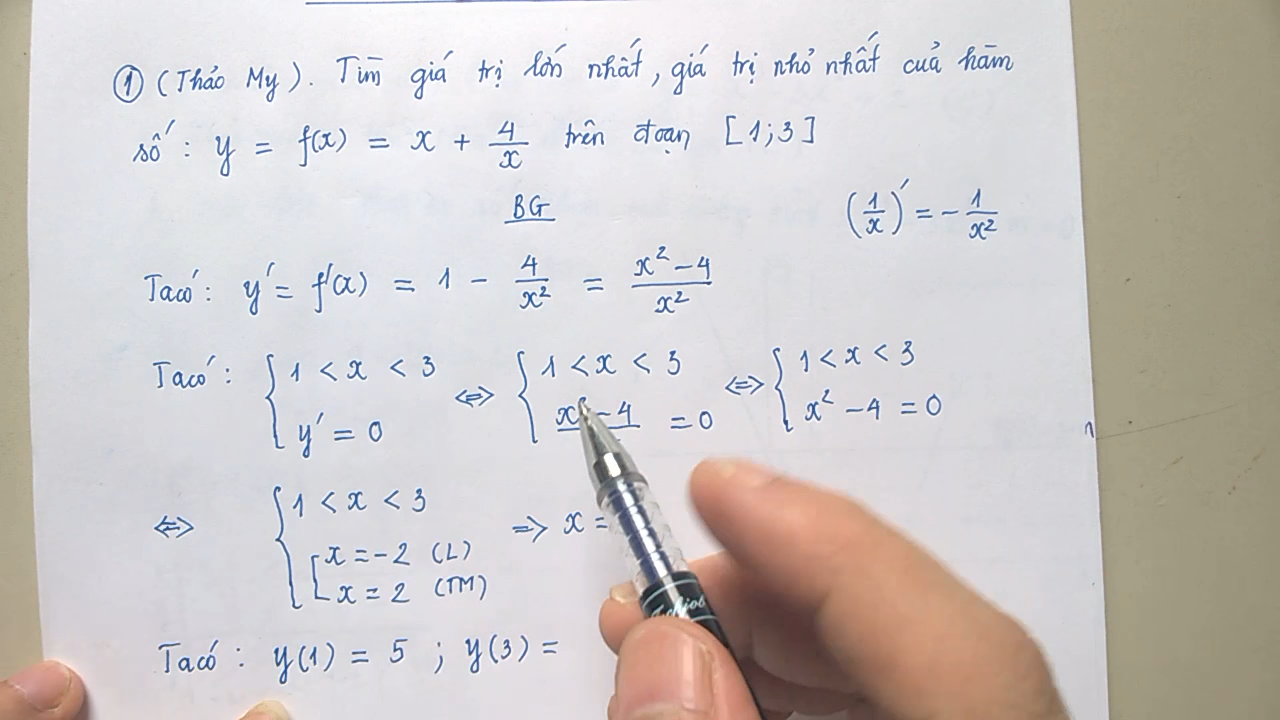 ① (Thảo My). Tìm giá trị lớn nhất, giá trị nhỏ nhất của hàm
số: y = f(x) = x + 4/x trên đoạn [1;3]
BG
(1/x)' = - 1/x²
Ta có: y' = f'(x) = 1 - 4/x² = (x² - 4)/x²
Ta có: { 1 < x < 3 ⇔ { 1 < x < 3 ⇔ { 1 < x < 3
y' = 0 x² - 4 = 0 x² - 4 = 0
⇔ { 1 < x < 3 ⇒ x =
[ x = -2 (L)
x = 2 (TM)
Ta có: y(1) = 5 ; y(3) =